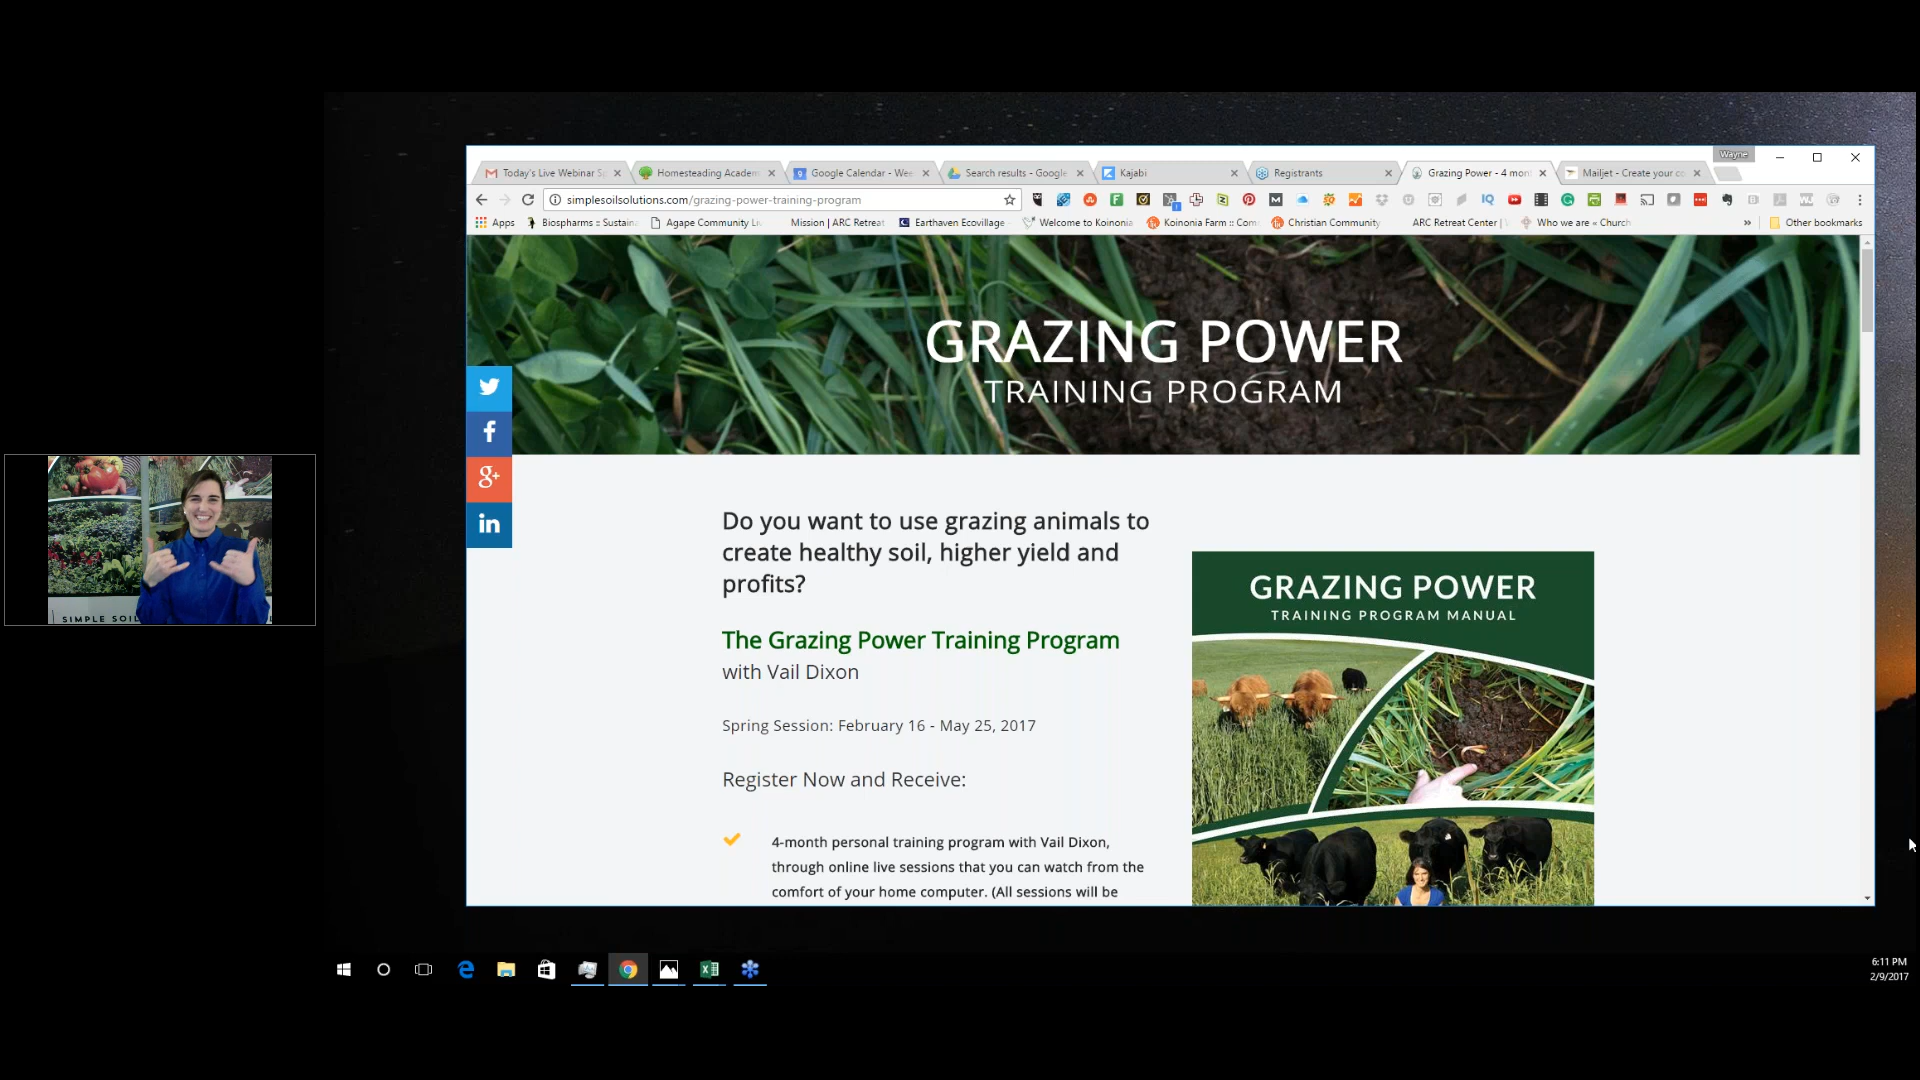 Wayne
Today's Live Webinar Sp
Homesteading Academ
Google Calendar - Wee
Search results - Google
Kajabi
Registrants
Grazing Power - 4 mon
Mailjet - Create your co
simplesoilsolutions.com/grazing-power-training-program
Apps
Biospharms :: Sustaina
Agape Community Liv
Mission | ARC Retreat
Earthaven Ecovillage
Welcome to Koinonia
Koinonia Farm :: Com
Christian Community
ARC Retreat Center |
Who we are « Church
»
Other bookmarks
GRAZING POWER
TRAINING PROGRAM
Do you want to use grazing animals to
create healthy soil, higher yield and
profits?
The Grazing Power Training Program
with Vail Dixon
Spring Session: February 16 - May 25, 2017
Register Now and Receive:
4-month personal training program with Vail Dixon,
through online live sessions that you can watch from the
comfort of your home computer. (All sessions will be
GRAZING POWER
TRAINING PROGRAM MANUAL
SIMPLE SOIL
6:11 PM
2/9/2017